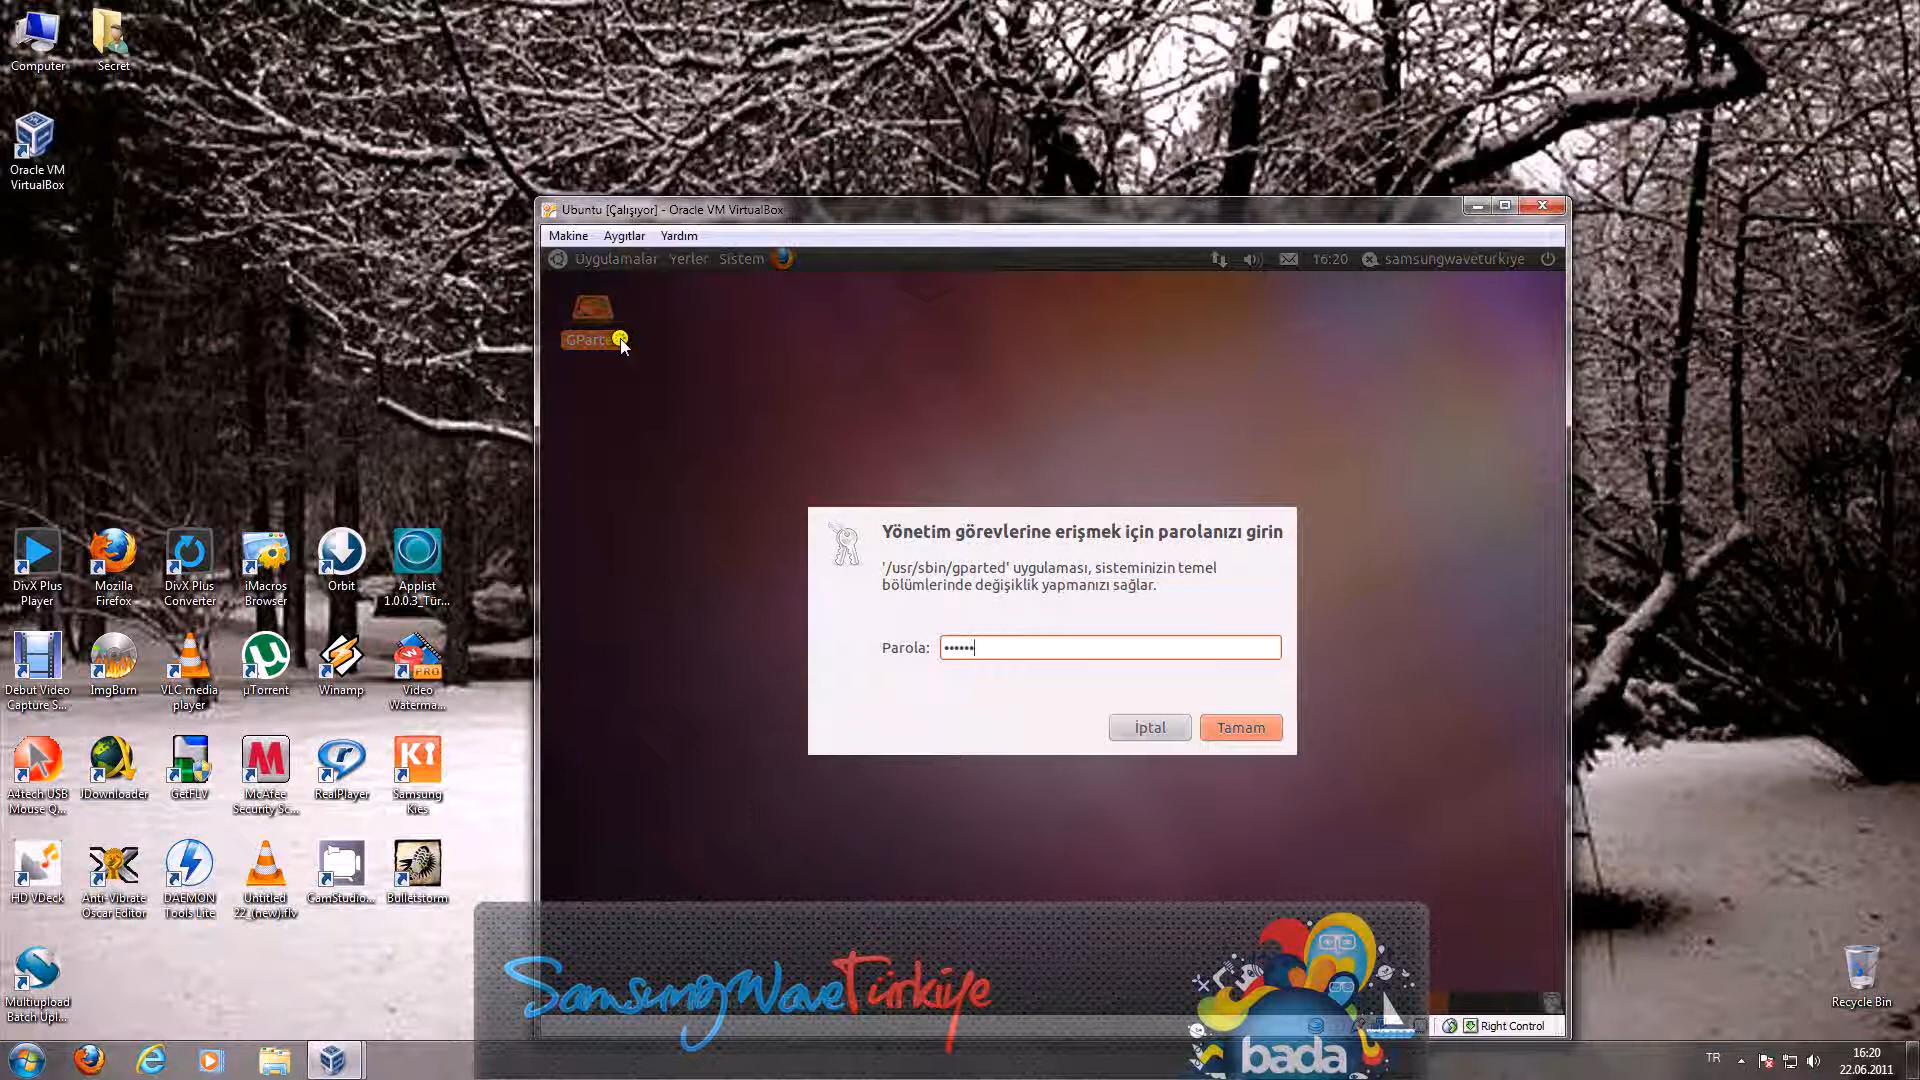 Computer
Secret
Oracle VM
VirtualBox
Ubuntu [Çalışıyor] - Oracle VM VirtualBox
Makine Aygıtlar Yardım
Uygulamalar Yerler Sistem
16:20
samsungwaveturkiye
GParte
Yönetim görevlerine erişmek için parolanızı girin
'/usr/sbin/gparted' uygulaması, sisteminizin temel
bölümlerinde değişiklik yapmanızı sağlar.
Parola:
İptal
Tamam
DivX Plus
Player
Mozilla
Firefox
DivX Plus
Converter
iMacros
Browser
Orbit
Applist
1.0.0.3_Tür...
Debut Video
Capture S...
ImgBurn
VLC media
player
µTorrent
Winamp
PRO
Video
Waterma...
A4tech USB
Mouse Q...
JDownloader
GetFLV
McAfee
Security Sc...
RealPlayer
Samsung
Kies
HD VDeck
Anti-Vibrate
Oscar Editor
DAEMON
Tools Lite
Untitled
22_(new).flv
CamStudio...
Bulletstorm
Multiupload
Batch Upl...
SamsungWaveTürkiye
bada
Right Control
Recycle Bin
TR
16:20
22.06.2011